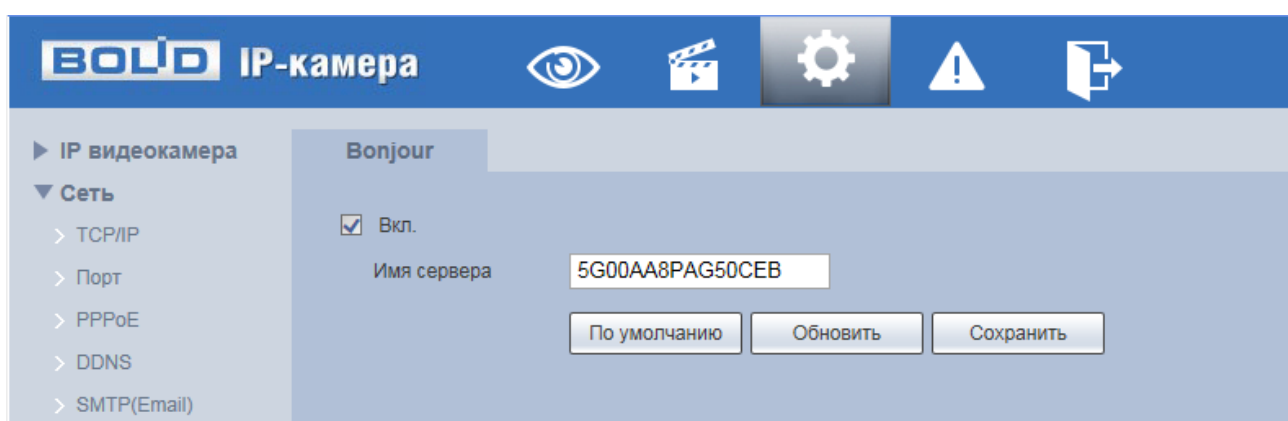 BOLID IP-камера
IP видеокамера
Bonjour
Сеть
TCP/IP
Вкл.
Порт
Имя сервера
5G00AA8PAG50CEB
PPPoE
По умолчанию
Обновить
Сохранить
DDNS
SMTP(Email)